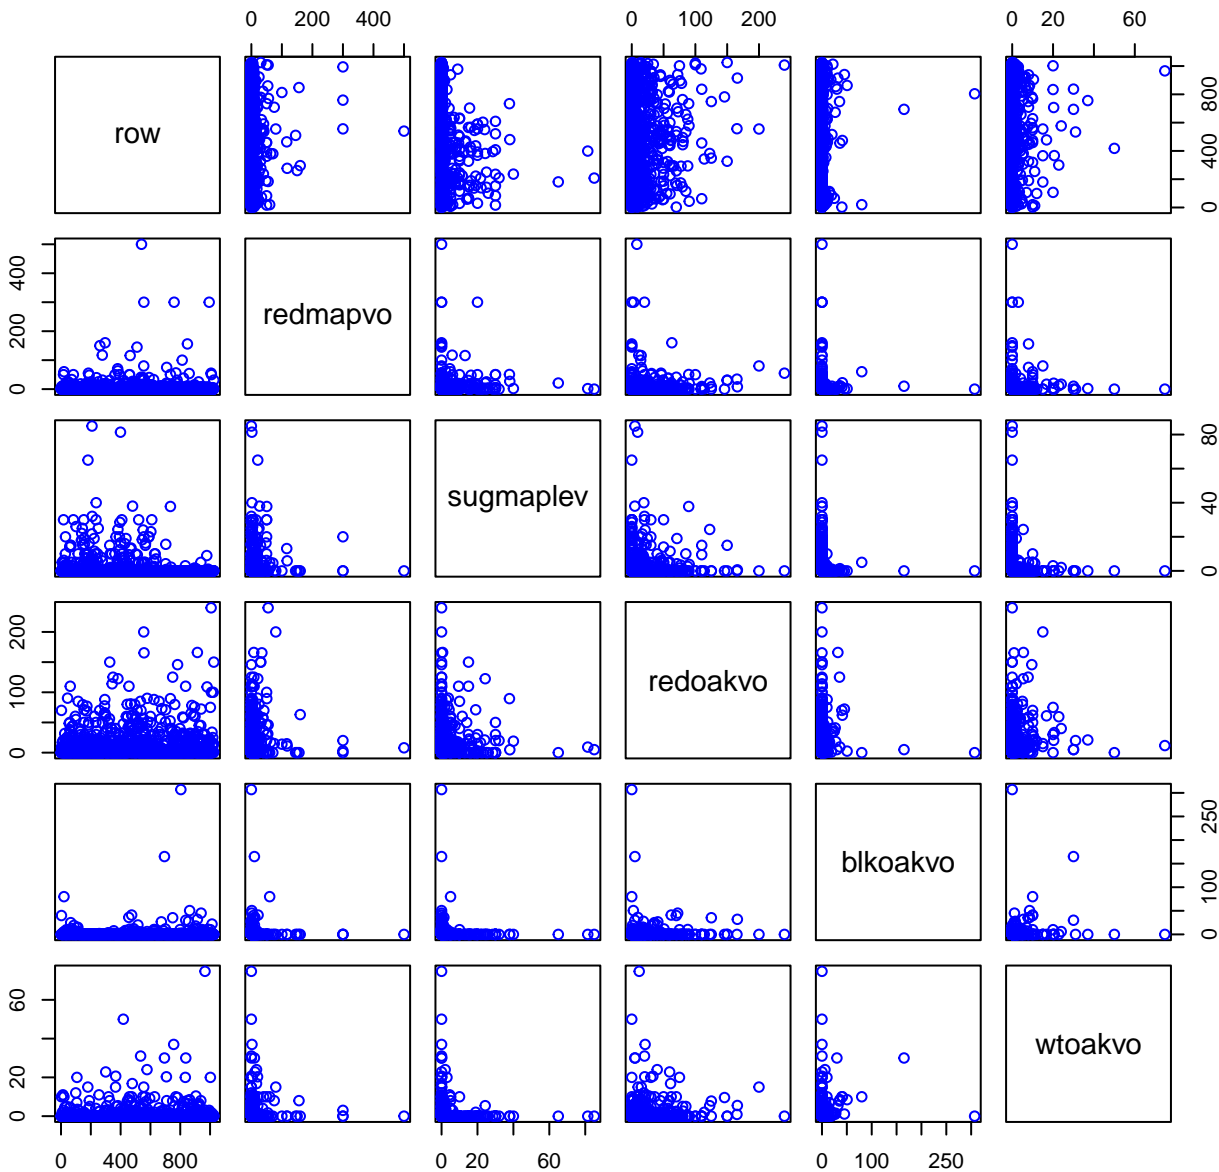 0 200 400 0 100 200 0 20 60
row 0 400 800
0 200 400 redmapvo
sugmaplev 0 40 80
0 100 200 redoakvo
blkoakvo 0 100 250
0 20 60 wtoakvo
0 400 800 0 20 60 0 100 250